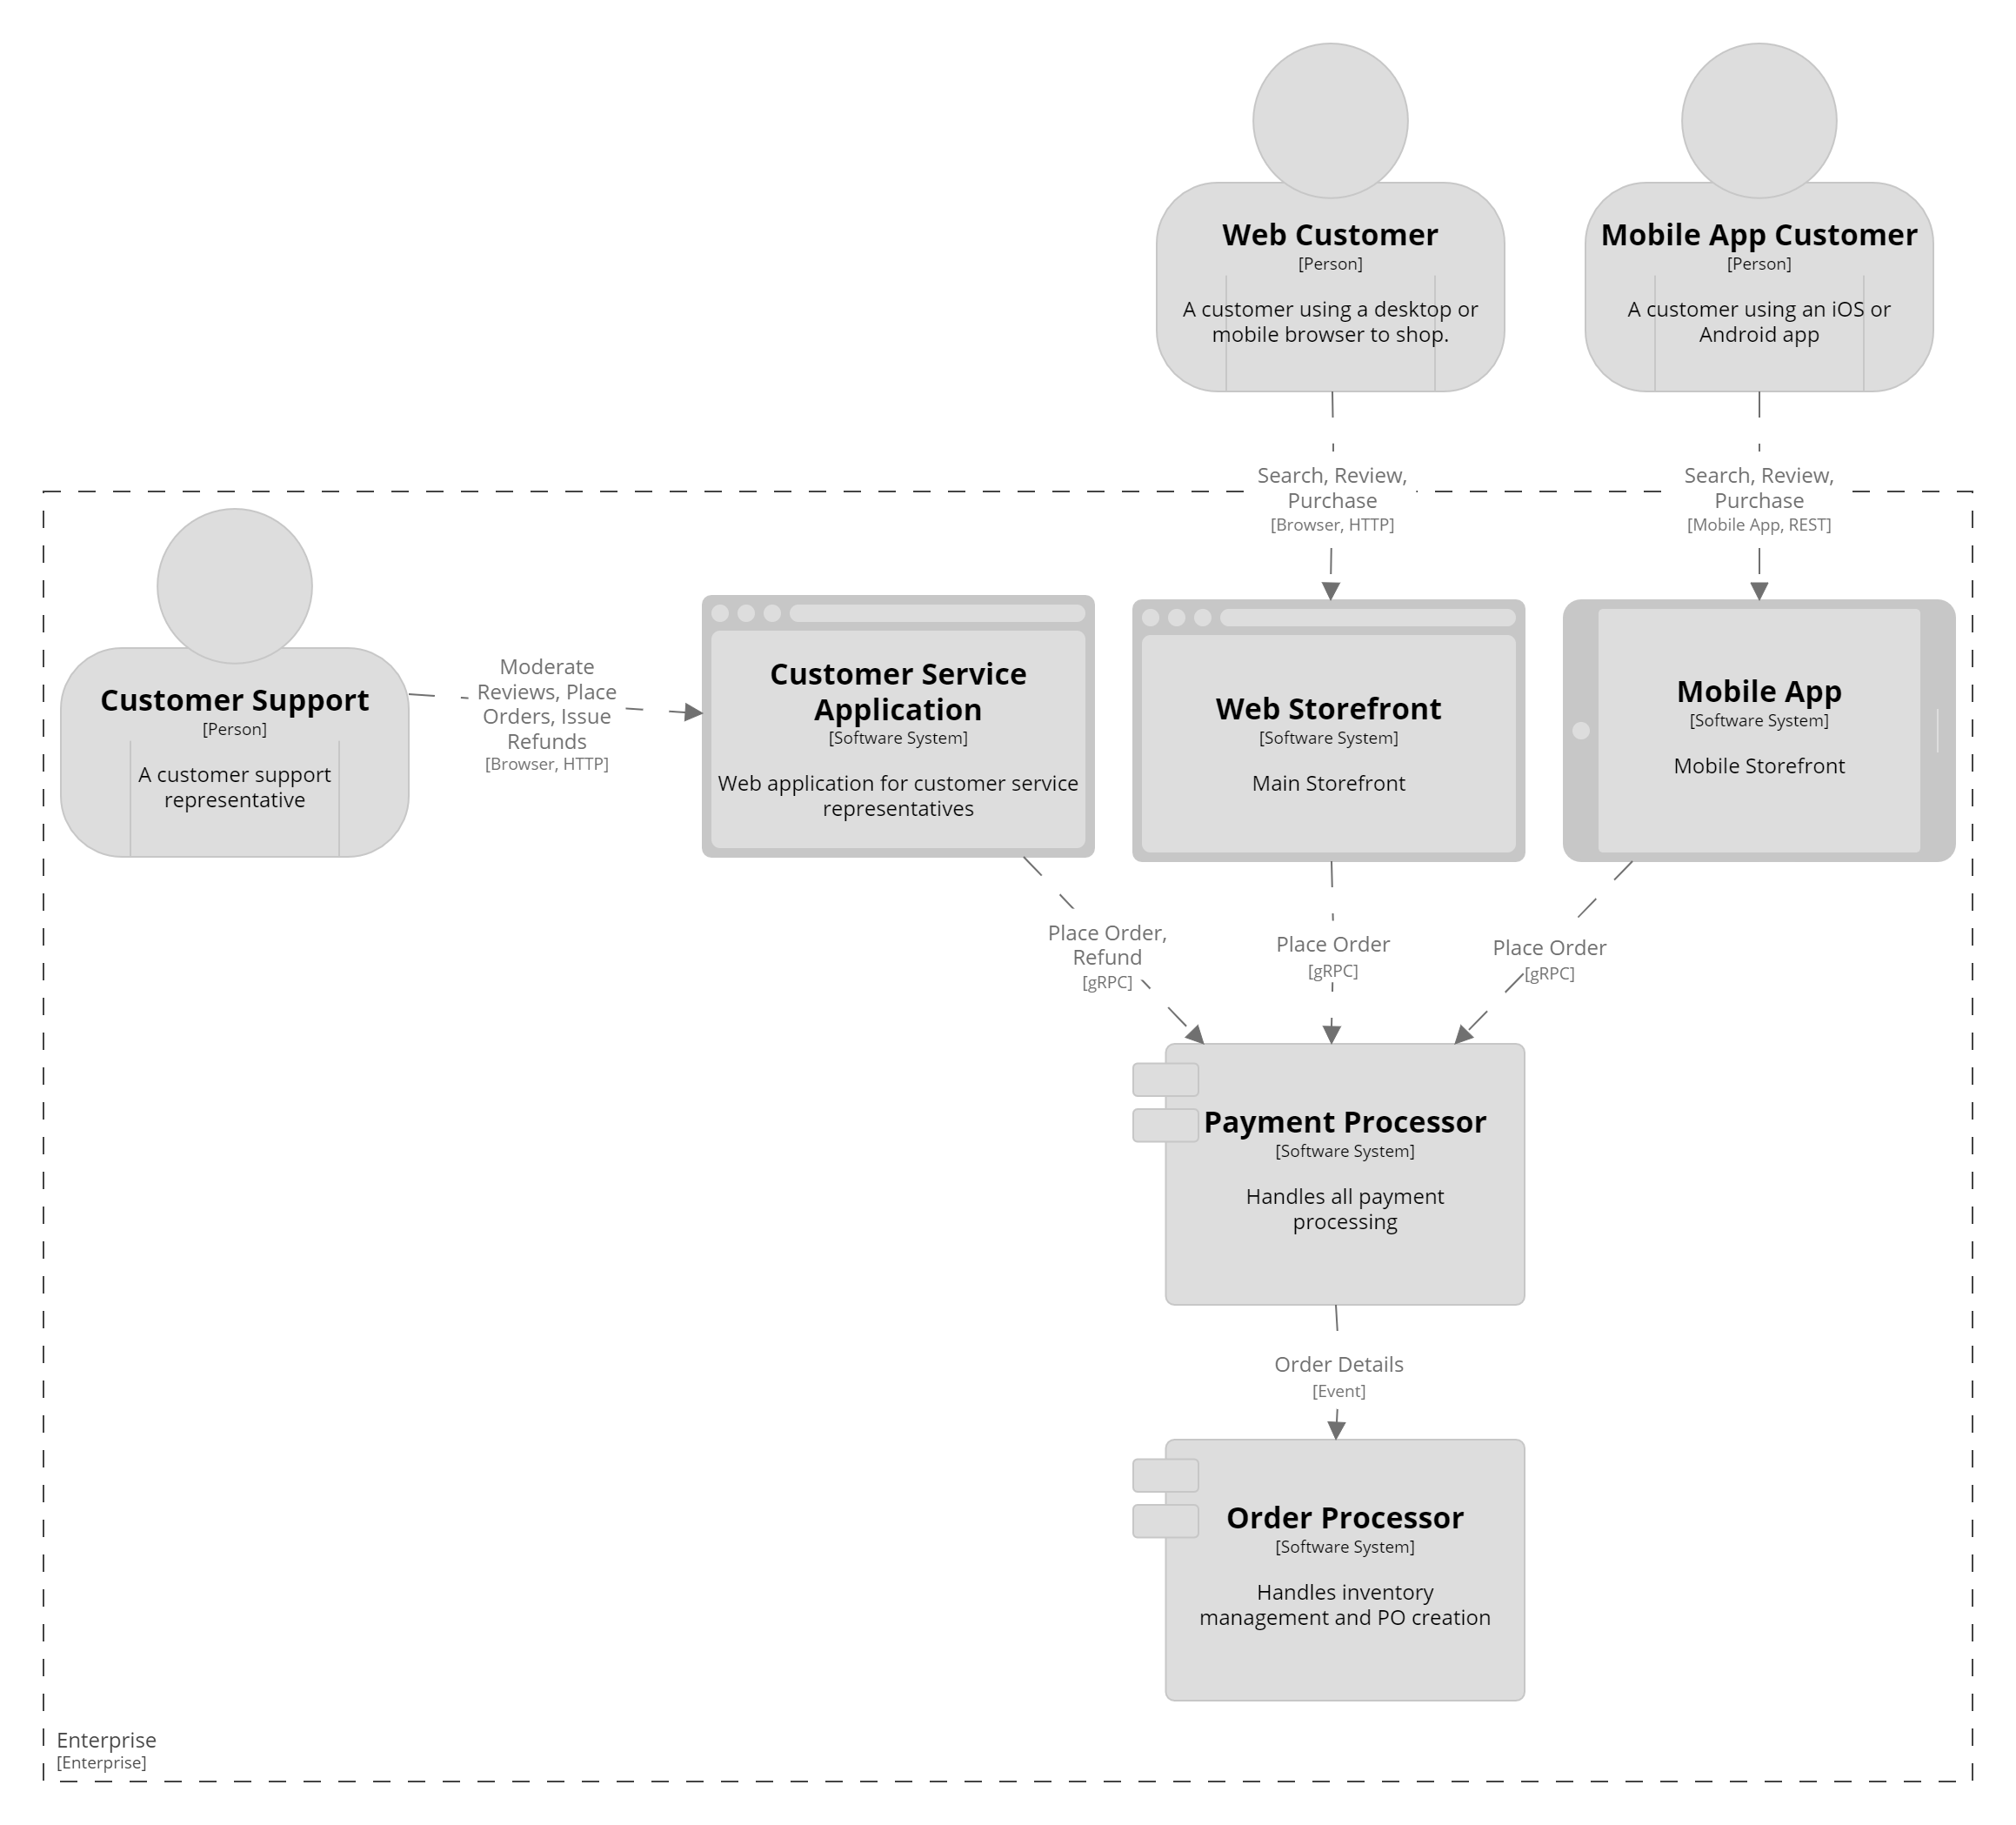 Web Customer
[Person]
A customer using a desktop or
mobile browser to shop.
Mobile App Customer
[Person]
A customer using an iOS or
Android app
Search, Review,
Purchase
[Browser, HTTP]
Search, Review,
Purchase
[Mobile App, REST]
Customer Support
[Person]
A customer support
representative
Moderate
Reviews, Place
Orders, Issue
Refunds
[Browser, HTTP]
Customer Service
Application
[Software System]
Web application for customer service
representatives
Web Storefront
[Software System]
Main Storefront
Mobile App
[Software System]
Mobile Storefront
Place Order,
Refund
[gRPC]
Place Order
[gRPC]
Place Order
[gRPC]
Payment Processor
[Software System]
Handles all payment
processing
Order Details
[Event]
Order Processor
[Software System]
Handles inventory
management and PO creation
Enterprise
[Enterprise]